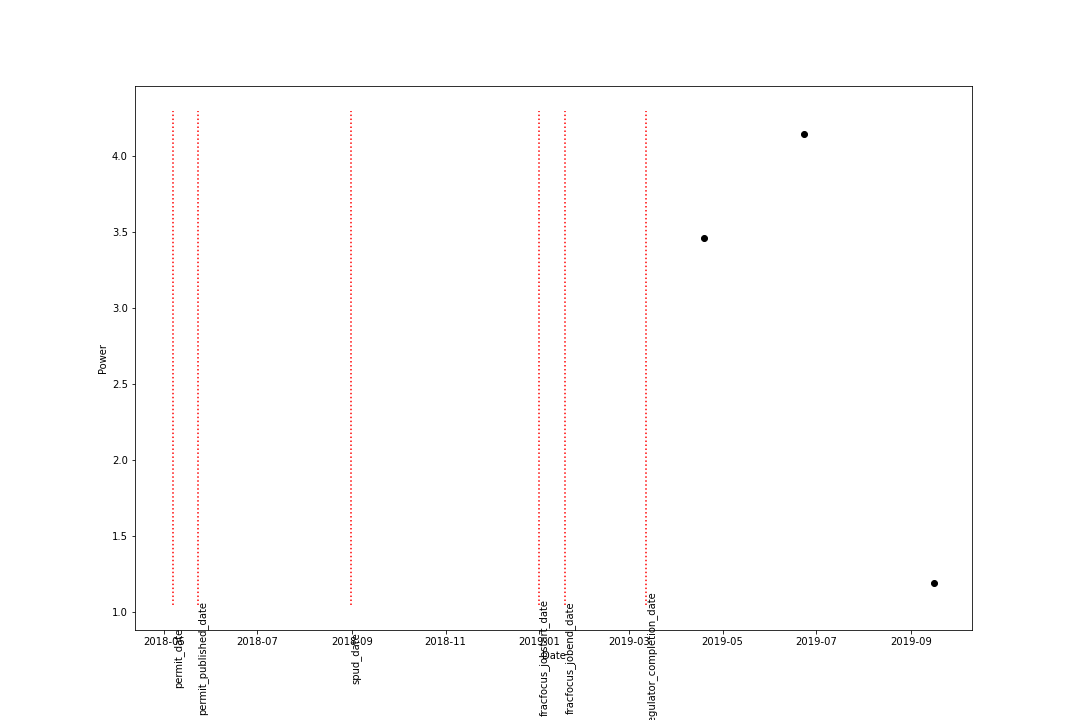 4.0
3.5
3.0
2.5
2.0
1.5
1.0
Power
2018-05
2018-07
2018-09
2018-11
2019-01
2019-03
2019-05
2019-07
2019-09
Date
permit_date
permit_published_date
spud_date
fracfocus_jobstart_date
fracfocus_jobend_date
egulator_completion_date